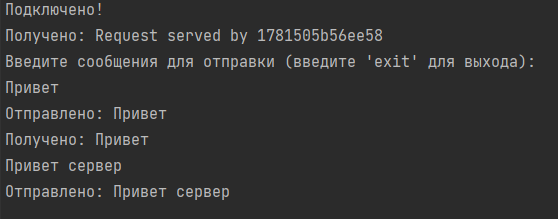 Подключено!
Получено: Request served by 1781505b56ee58
Введите сообщения для отправки (введите 'exit' для выхода):
Привет
Отправлено: Привет
Получено: Привет
Привет сервер
Отправлено: Привет сервер